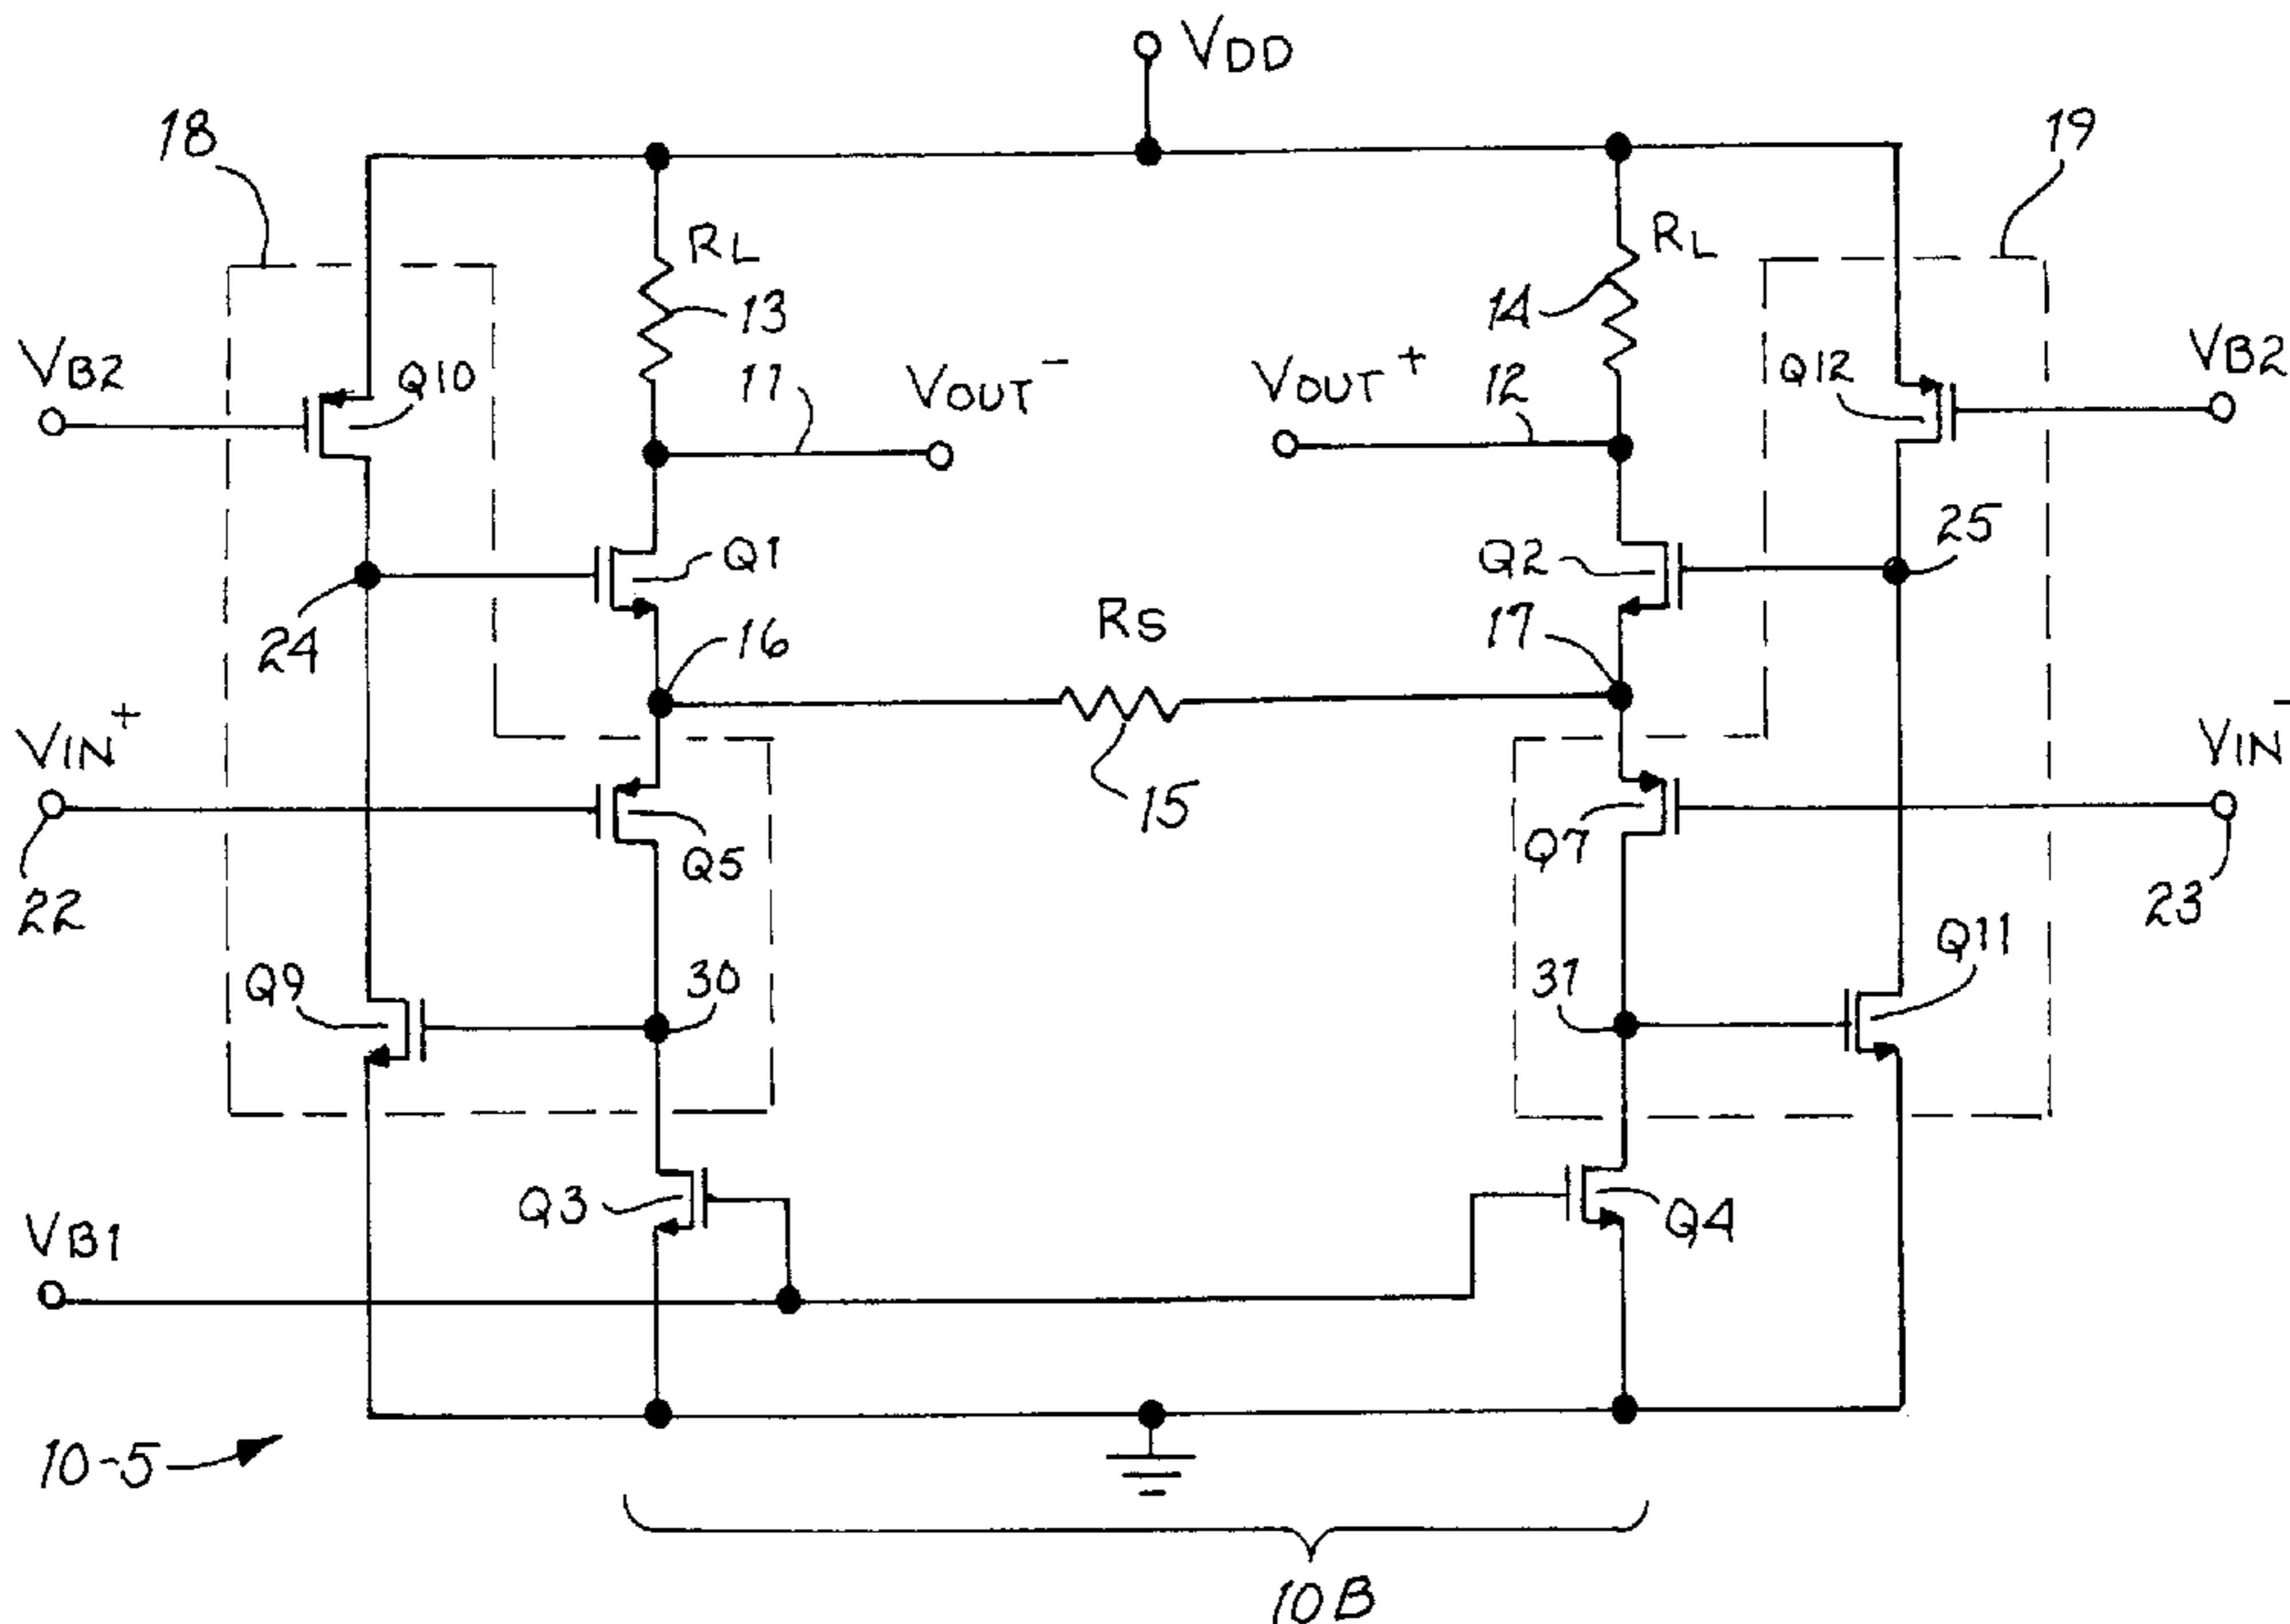 VDD
18
19
RL
RL
13
14
VB2
Q10
11
VOUT-
VOUT+
12
Q12
VB2
Q1
Q2
25
24
16
RS
17
VIN+
VIN-
15
Q5
Q7
22
23
Q9
30
31
Q11
Q3
Q4
VB1
10-5
10B